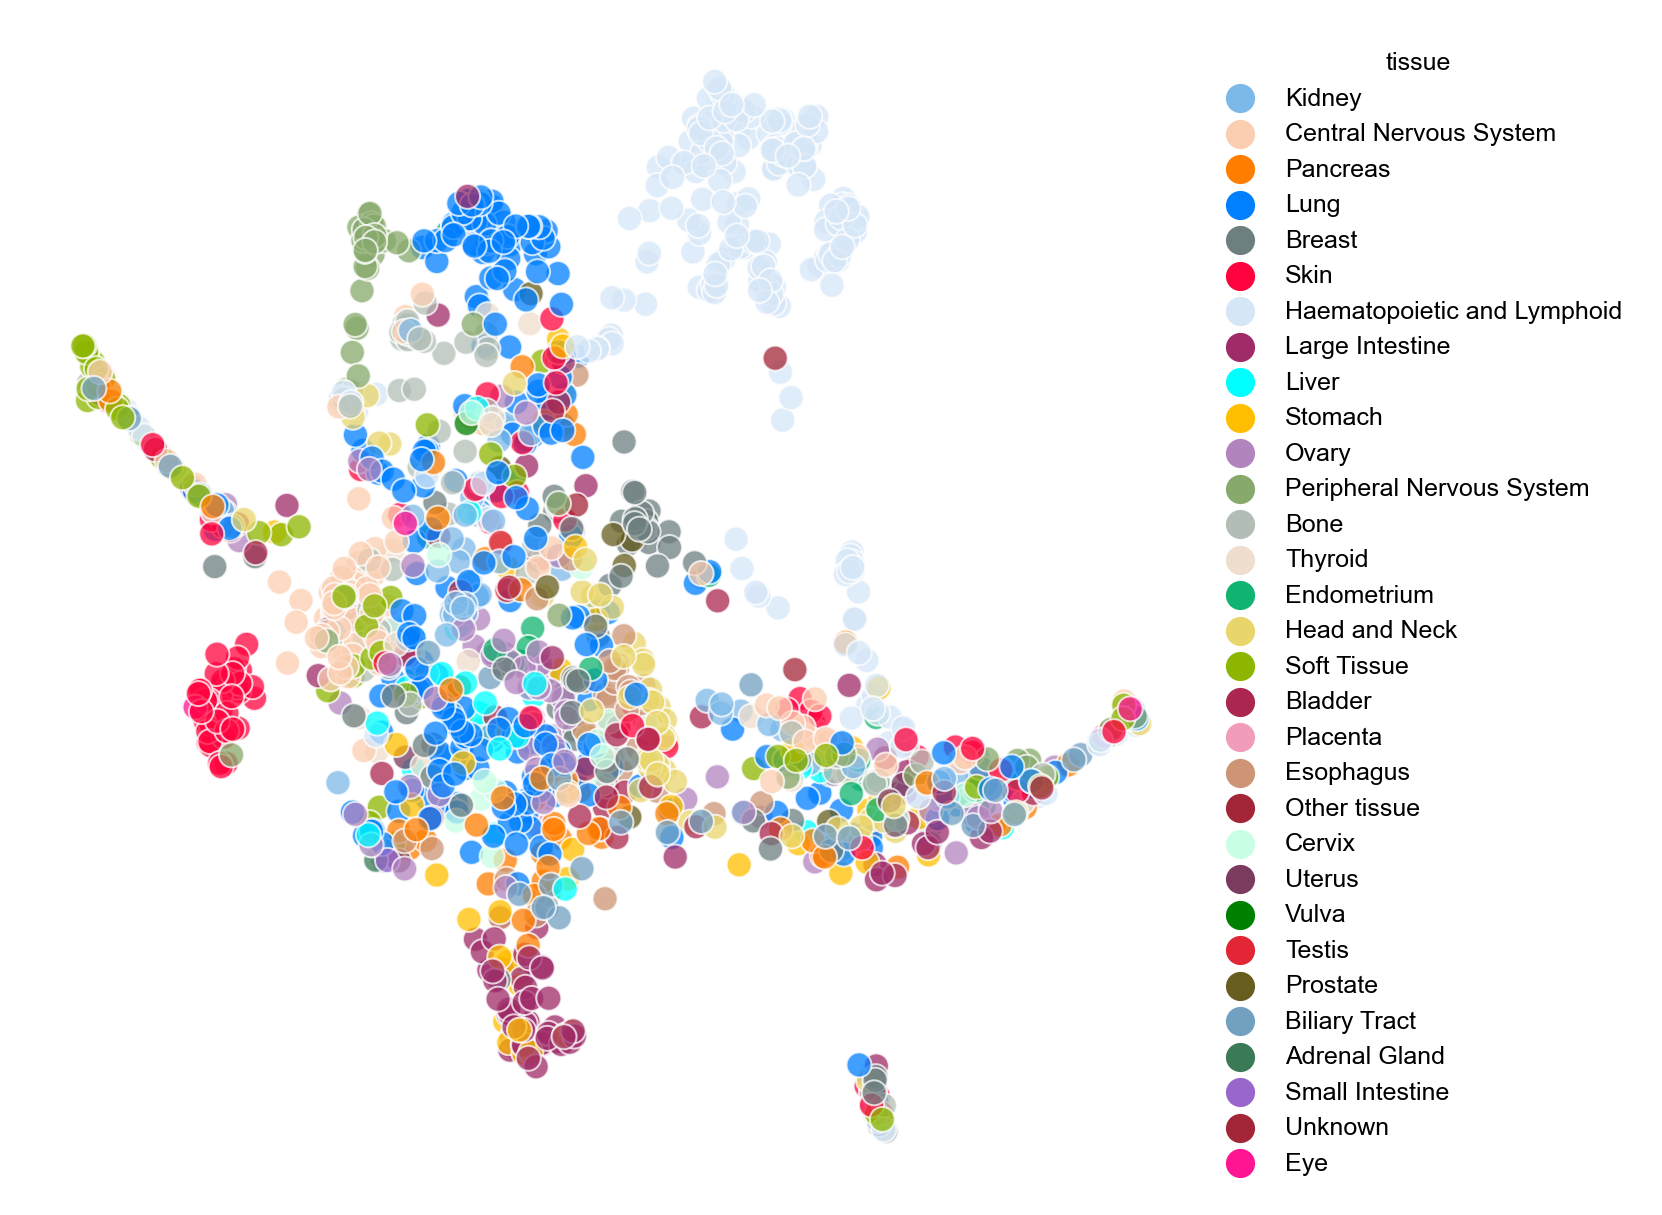 tissue
Kidney
Central Nervous System
Pancreas
Lung
Breast
Skin
Haematopoietic and Lymphoid
Large Intestine
Liver
Stomach
Ovary
Peripheral Nervous System
Bone
Thyroid
Endometrium
Head and Neck
Soft Tissue
Bladder
Placenta
Esophagus
Other tissue
Cervix
Uterus
Vulva
Testis
Prostate
Biliary Tract
Adrenal Gland
Small Intestine
Unknown
Eye